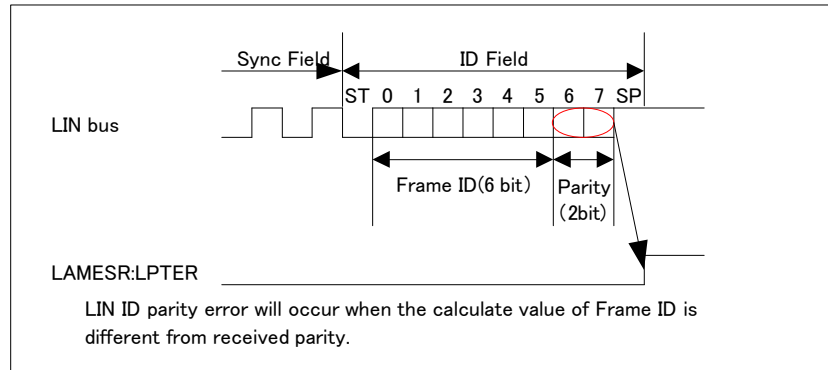 Sync Field
ID Field
ST 0 1 2 3 4 5 6 7 SP
LIN bus
Frame ID(6 bit)
Parity
(2bit)
LAMESR:LPTER
LIN ID parity error will occur when the calculate value of Frame ID is
different from received parity.